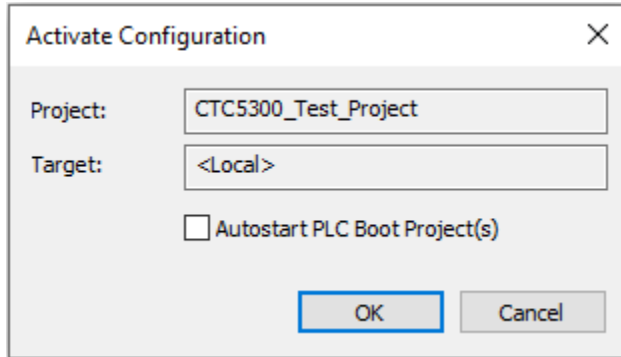 Activate Configuration
Project: CTC5300_Test_Project
Target: <Local>
Autostart PLC Boot Project(s)
OK Cancel